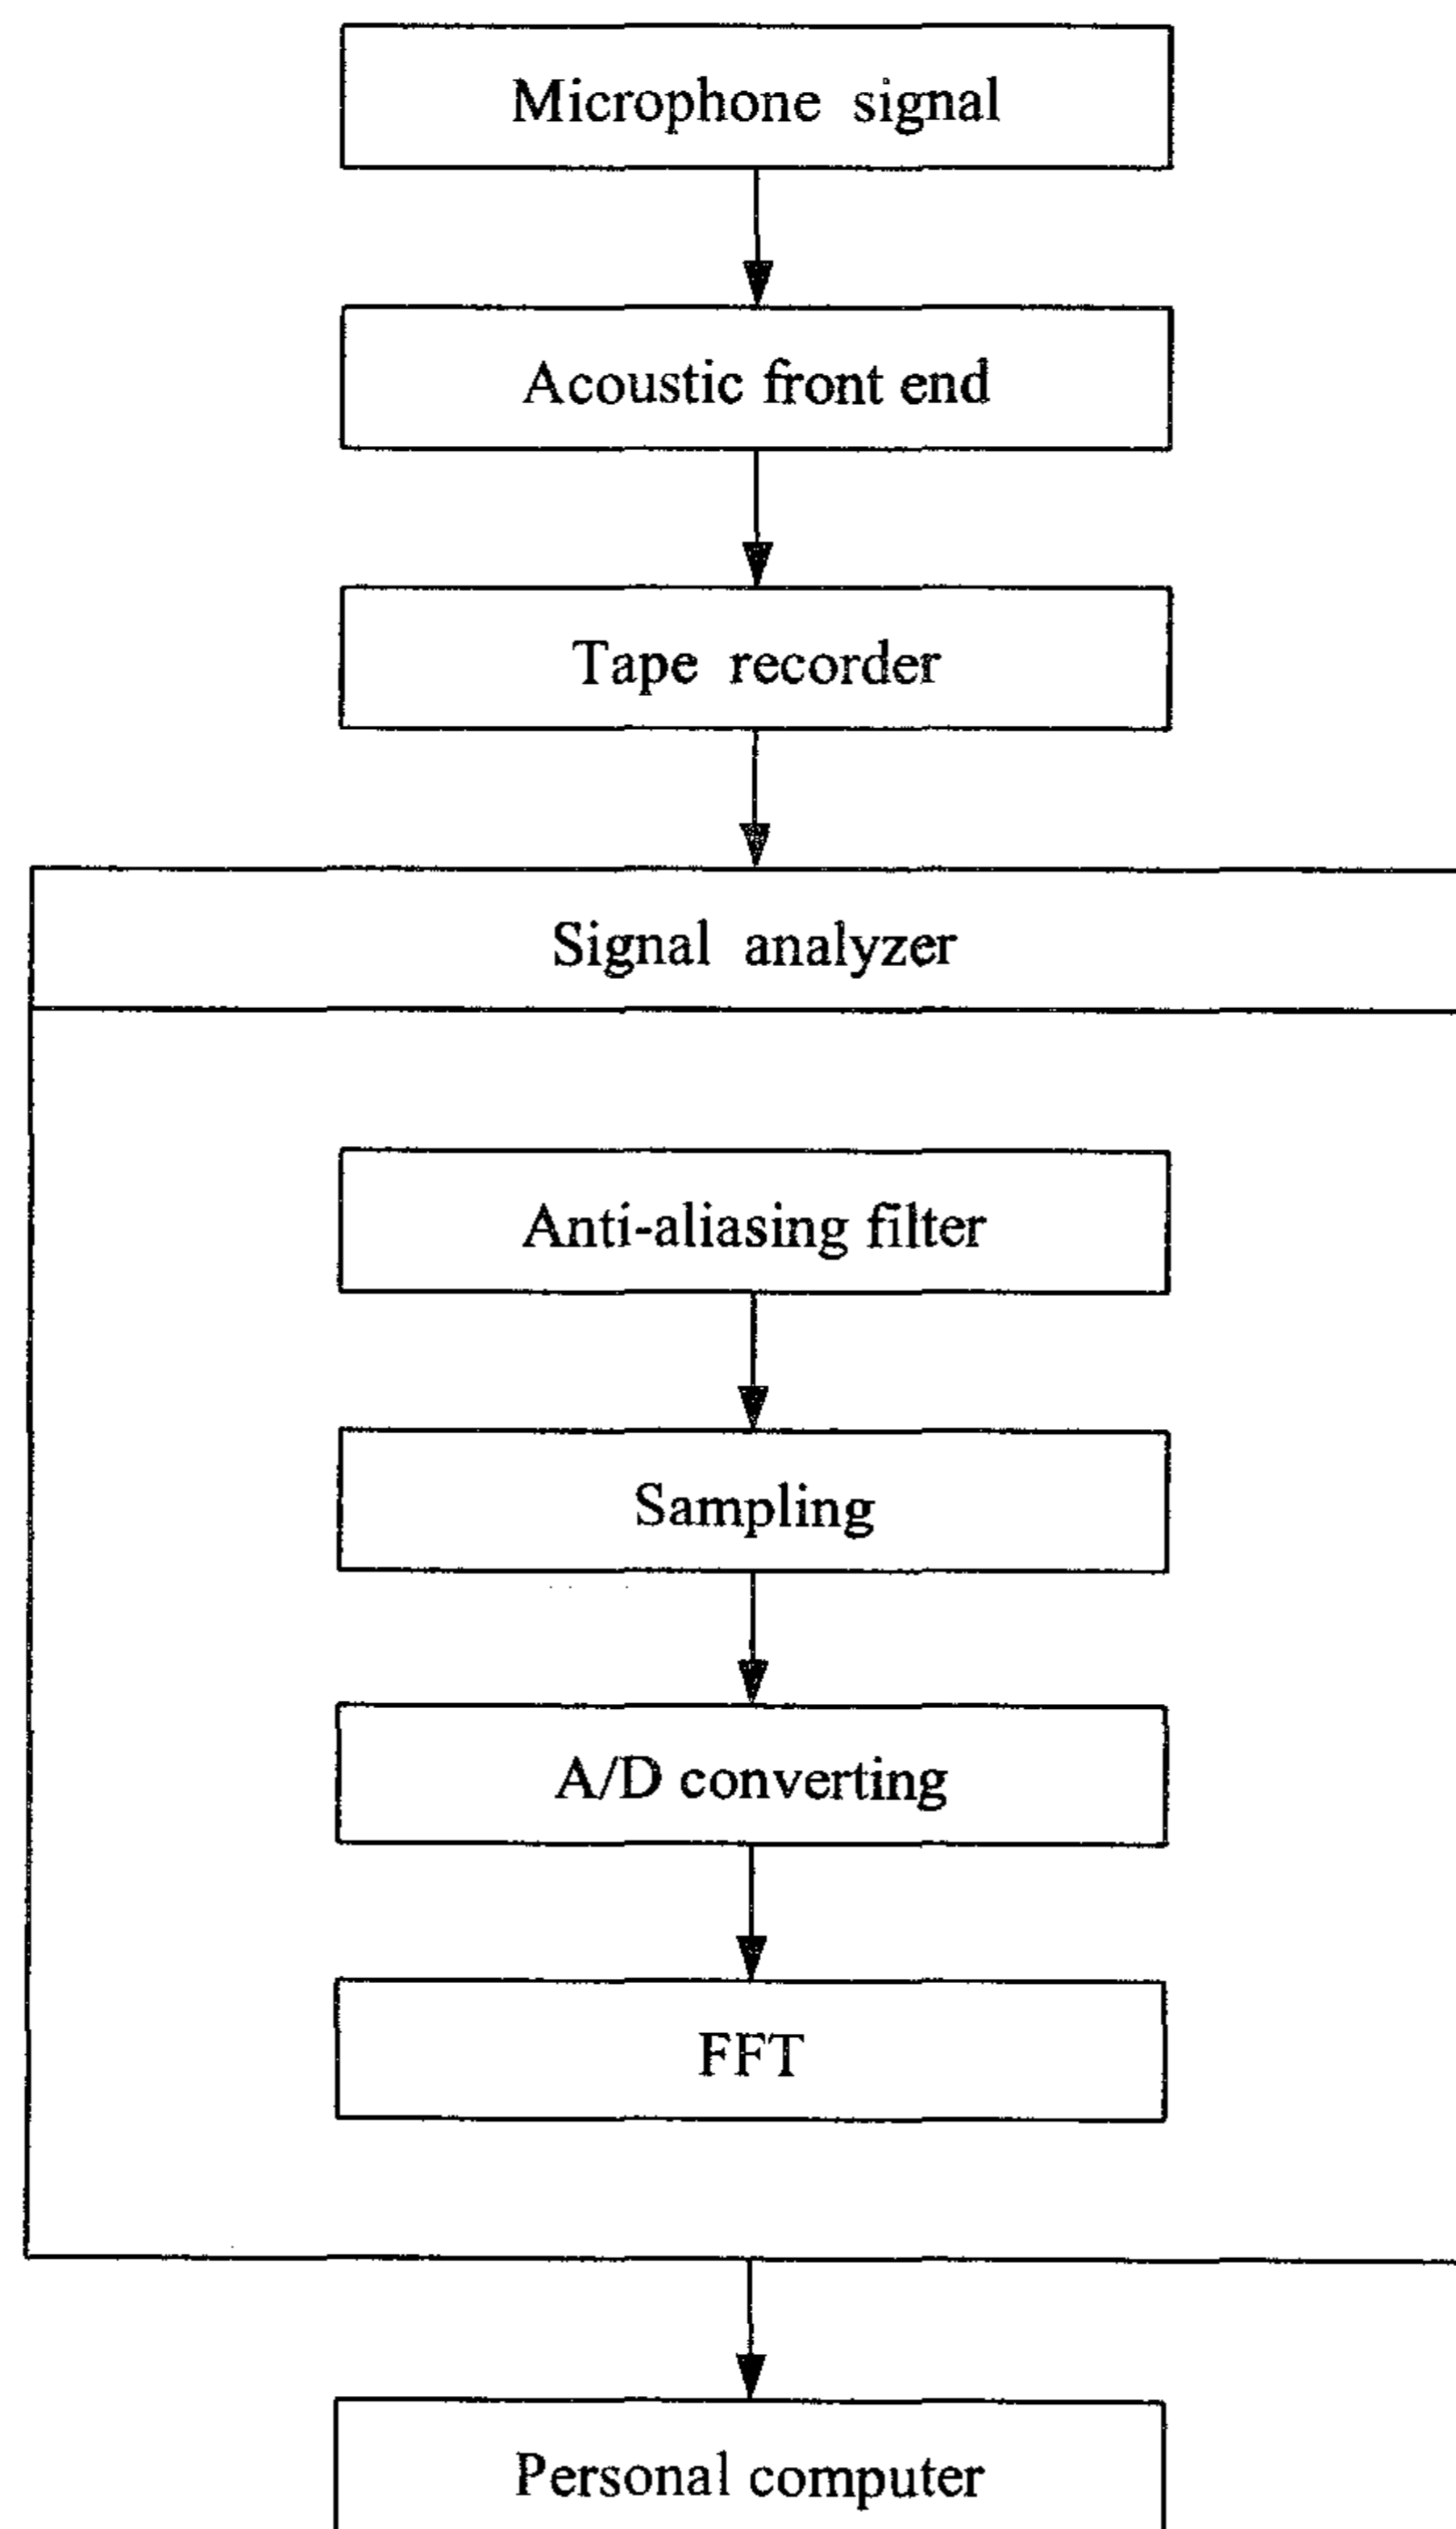 Microphone signal
Acoustic front end
Tape recorder
Signal analyzer
Anti-aliasing filter
Sampling
A/D converting
FFT
Personal computer